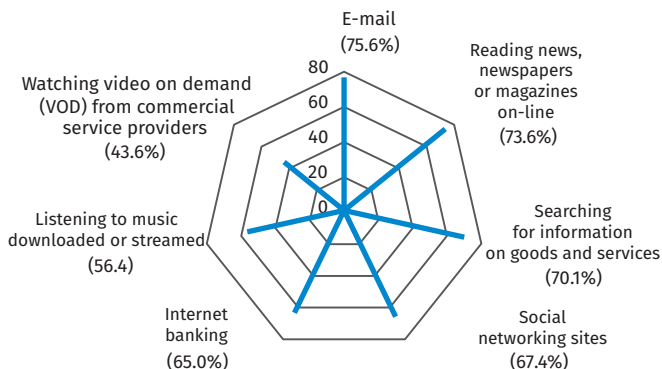 E-mail
(75.6%)
Reading news,
newspapers
or magazines
on-line
(73.6%)
Searching
for information
on goods and services
(70.1%)
Social
networking sites
(67.4%)
Internet
banking
(65.0%)
Listening to music
downloaded or streamed
(56.4)
Watching video on demand
(VOD) from commercial
service providers
(43.6%)
80
60
40
20
0